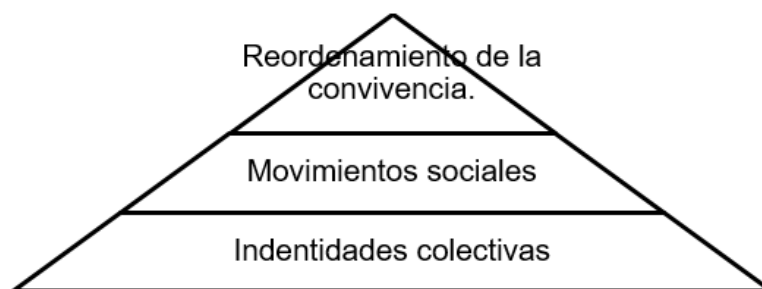 Reordenamiento de la
convivencia.
Movimientos sociales
Indentidades colectivas